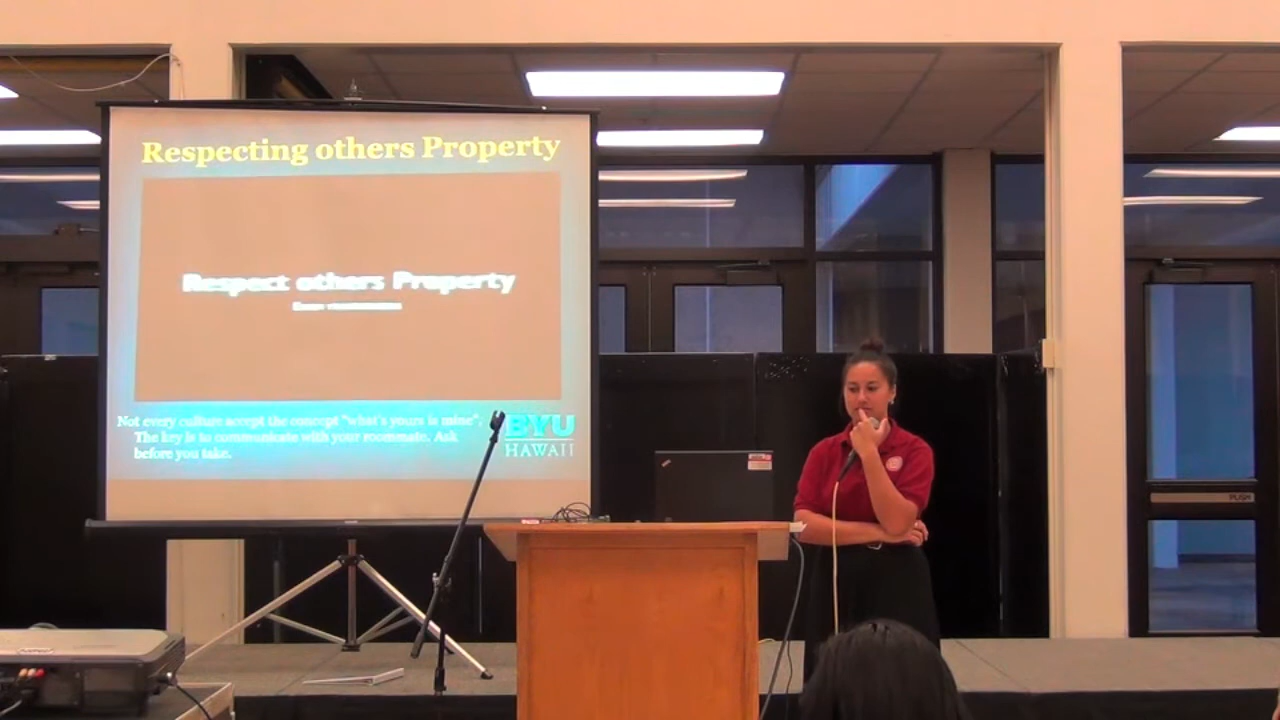 Respecting others Property
Respect others Property
Not every culture accept the concept "what's yours is mine".
The key is to communicate with your roommate. Ask
before you take.
BYU
HAWAII
PUSH